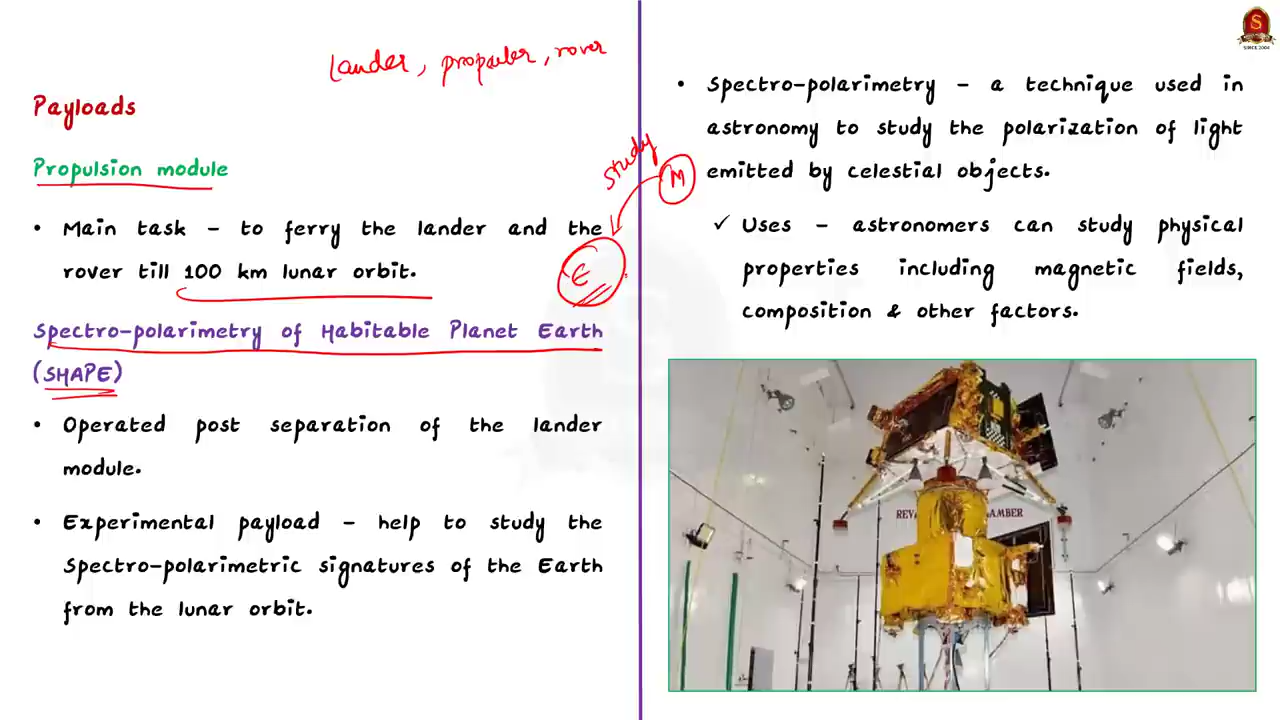 Lander, propeller, rover
Payloads
Propulsion module
• Main task - to ferry the lander and the
rover till 100 km lunar orbit.
Spectro-polarimetry of Habitable Planet Earth
(SHAPE)
• Operated post separation of the lander
module.
• Experimental payload - help to study the
Spectro-polarimetric signatures of the Earth
from the lunar orbit.
study
M
E
• Spectro-polarimetry - a technique used in
astronomy to study the polarization of light
emitted by celestial objects.
✓ Uses - astronomers can study physical
properties including magnetic fields,
composition & other factors.
S
SINCE 2004